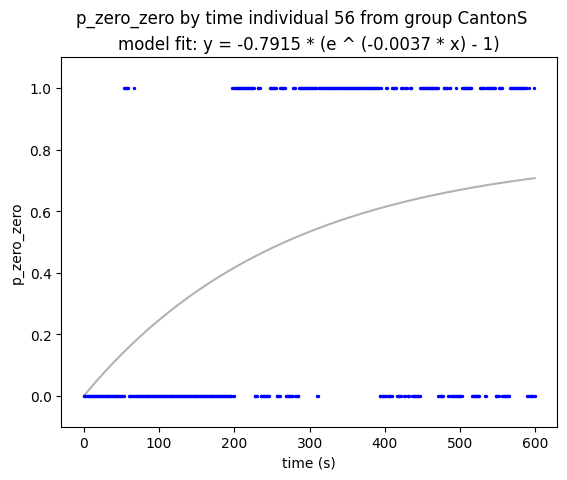 p_zero_zero by time individual 56 from group CantonS
model fit: y = -0.7915 * (e ^ (-0.0037 * x) - 1)
1.0
0.8
0.6
0.4
0.2
0.0
p_zero_zero
0 100 200 300 400 500 600
time (s)